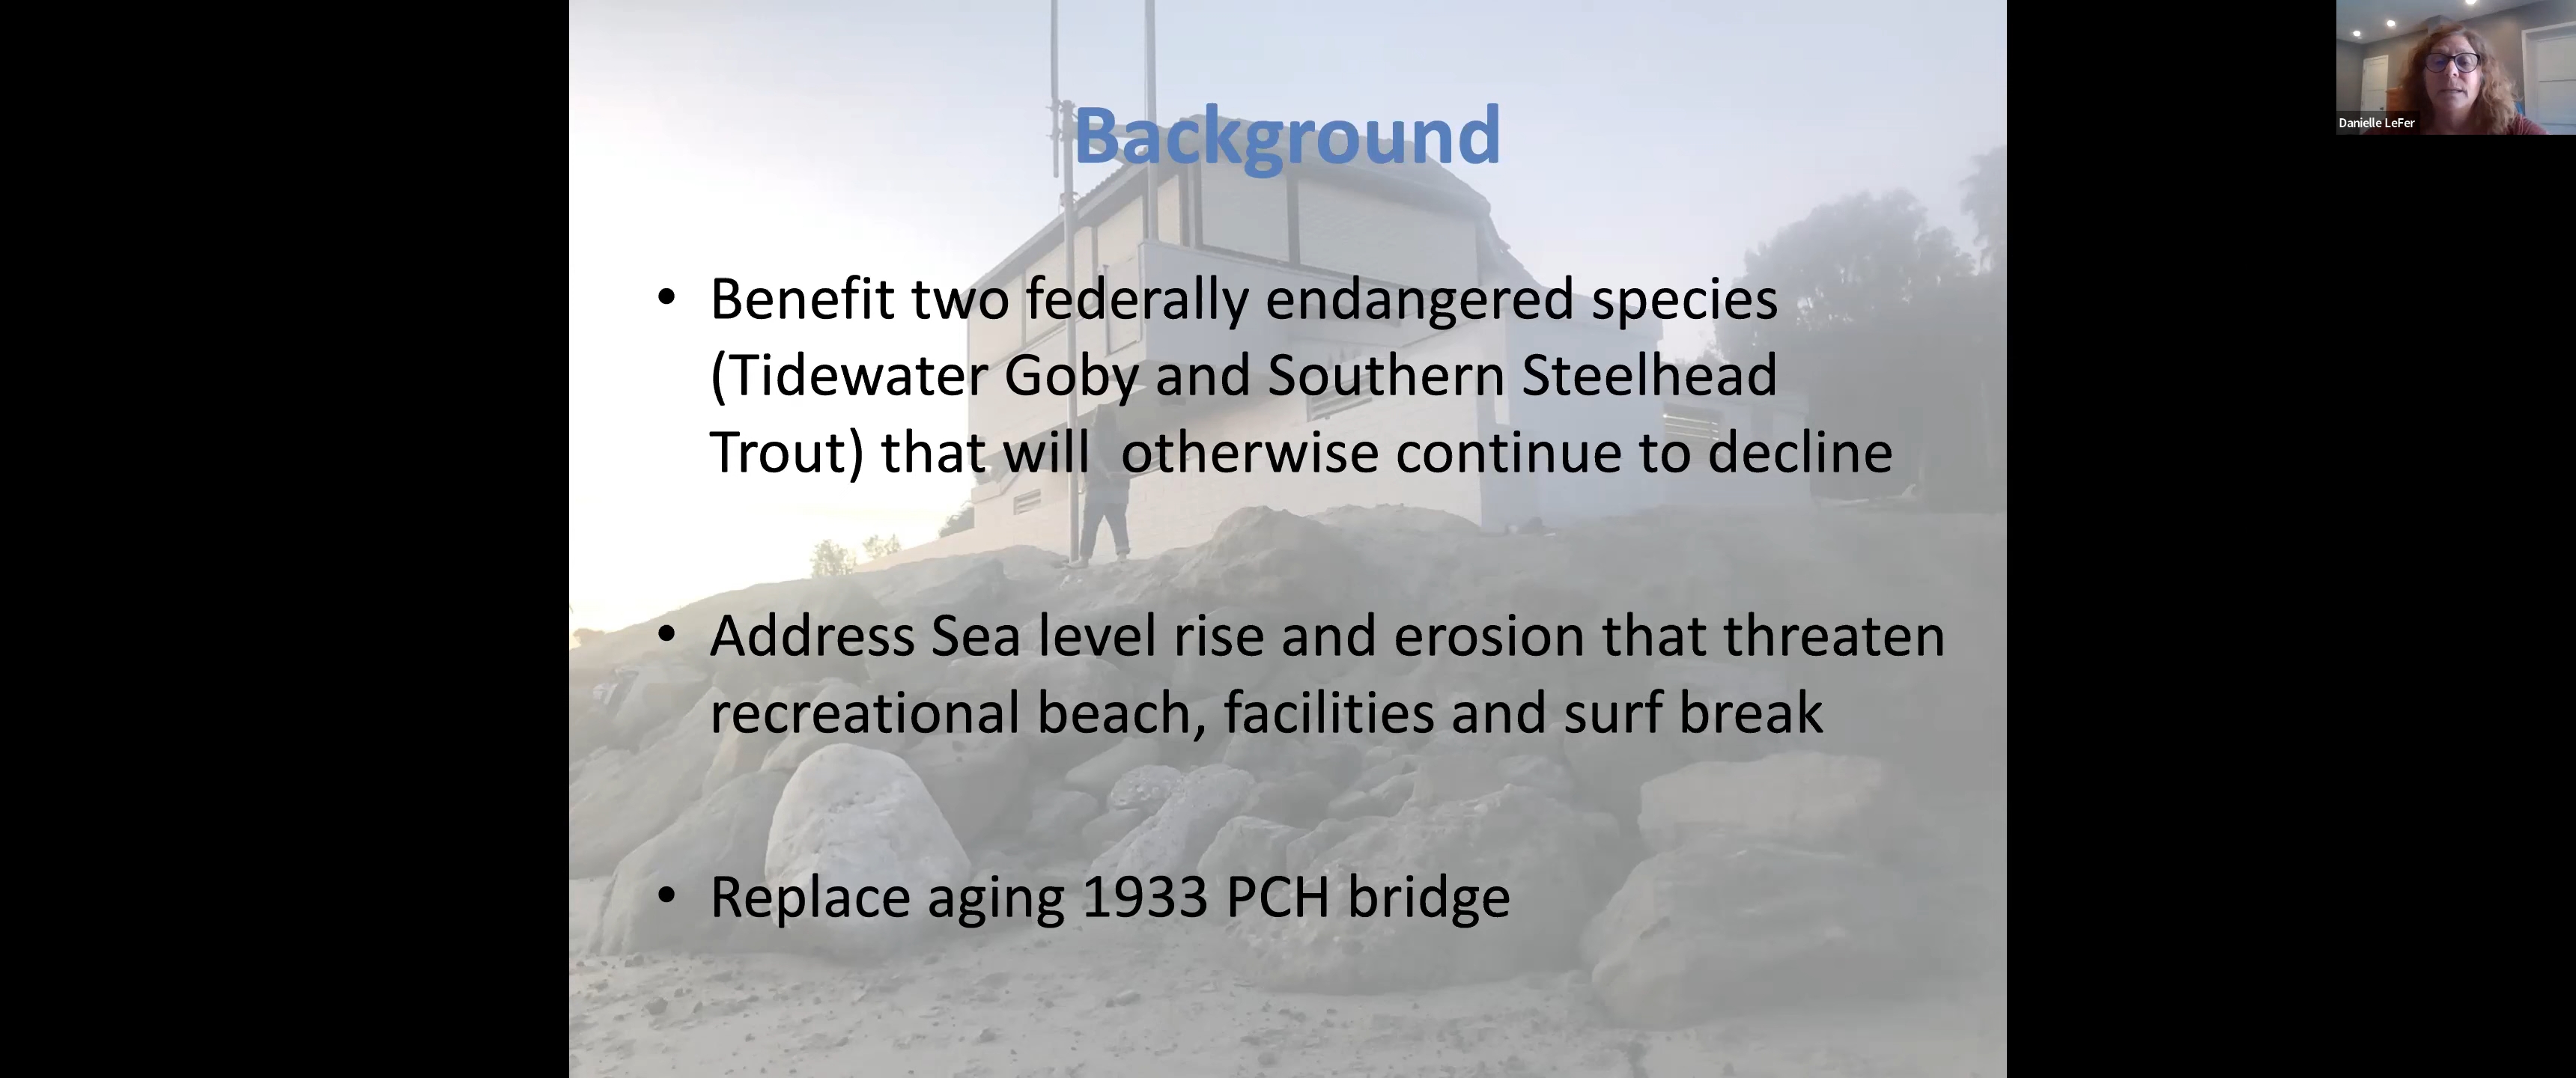 Background
• Benefit two federally endangered species
(Tidewater Goby and Southern Steelhead
Trout) that will  otherwise continue to decline
• Address Sea level rise and erosion that threaten
recreational beach, facilities and surf break
• Replace aging 1933 PCH bridge
Danielle LeFer